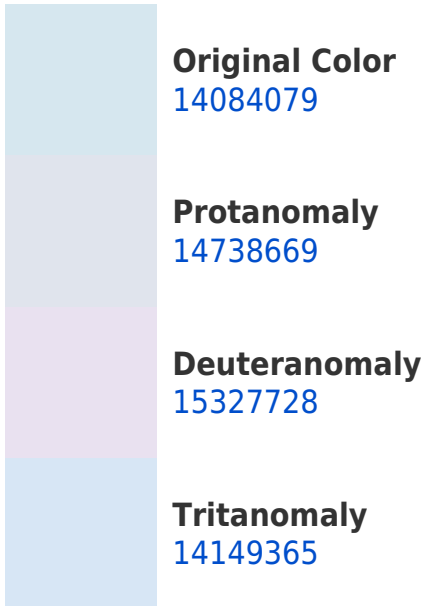 Original Color
14084079
Protanomaly
14738669
Deuteranomaly
15327728
Tritanomaly
14149365